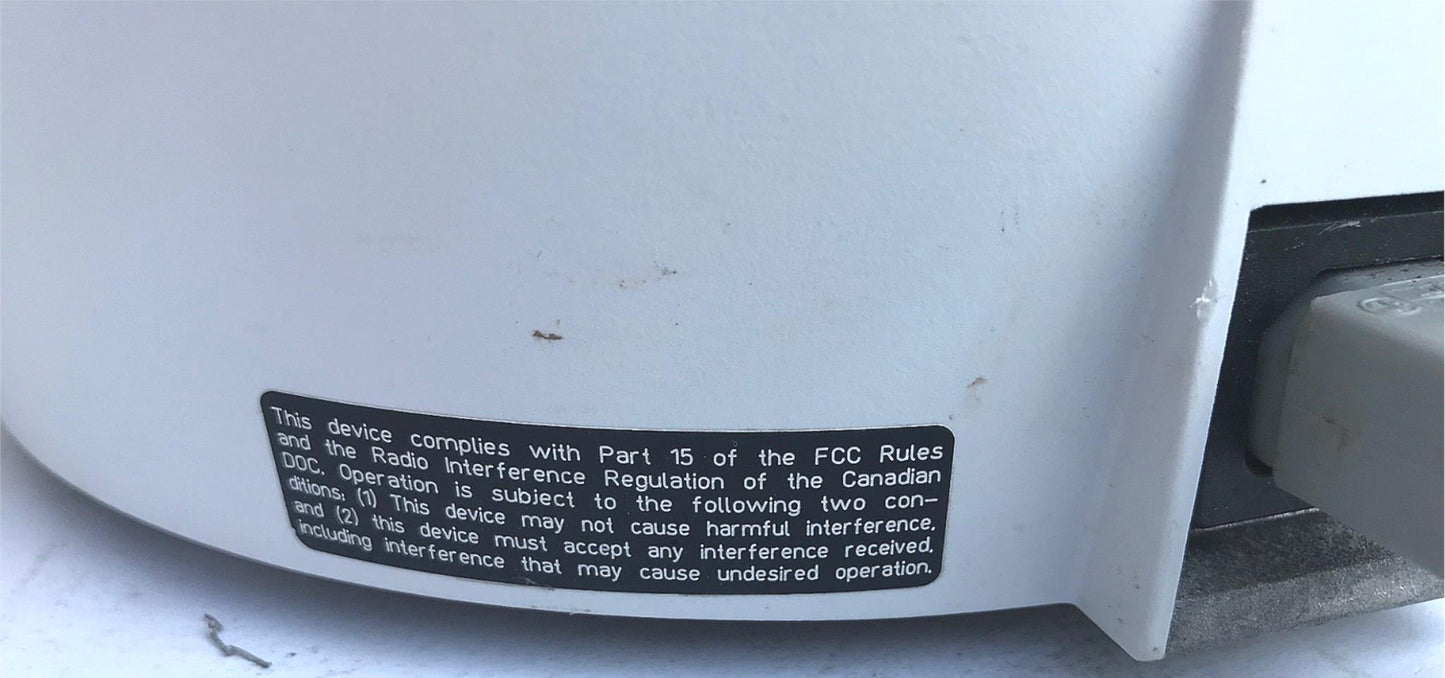 This device complies with Part 15 of the FCC Rules
and the Radio Interference Regulation of the Canadian
DOC. Operation is subject to the following two con-
ditions: (1) This device may not cause harmful interference.
and (2) this device must accept any interference received.
including interference that may cause undesired operation.